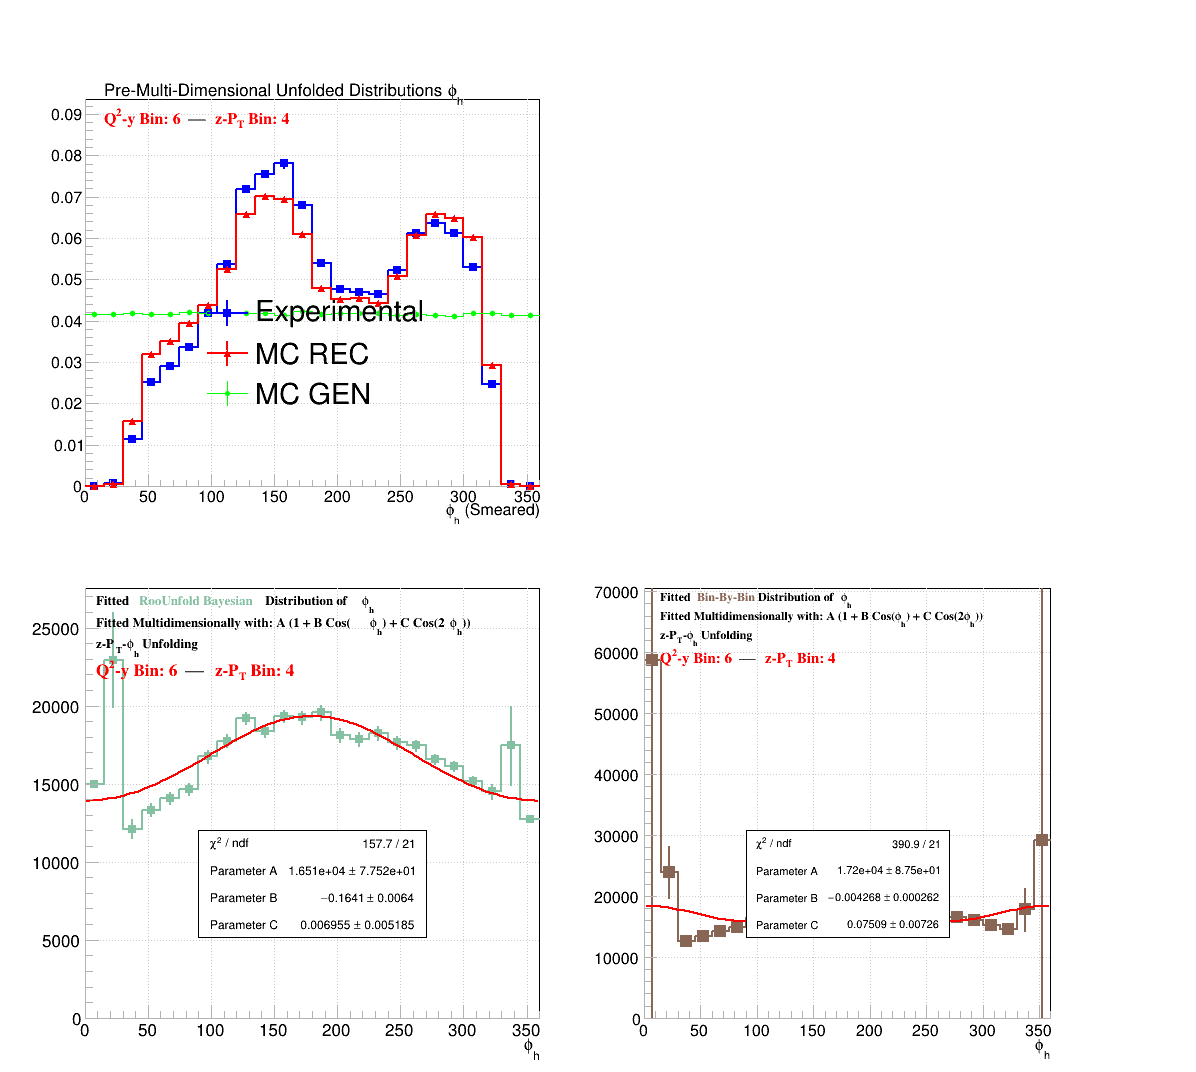 Pre-Multi-Dimensional Unfolded Distributions ϕh
Q²-y Bin: 6 — z-PT Bin: 4
0.09
0.08
0.07
0.06
0.05
0.04
0.03
0.02
0.01
0
Experimental
MC REC
MC GEN
0 50 100 150 200 250 300 350
ϕh (Smeared)
Fitted RooUnfold Bayesian Distribution of ϕh
Fitted Multidimensionally with: A (1 + B Cos( ϕh) + C Cos(2 ϕh))
z-PT-ϕh Unfolding
Q²-y Bin: 6 — z-PT Bin: 4
25000
20000
15000
10000
5000
0
χ² / ndf 157.7 / 21
Parameter A 1.651e+04 ± 7.752e+01
Parameter B −0.1641 ± 0.0064
Parameter C 0.006955 ± 0.005185
0 50 100 150 200 250 300 350
ϕh
Fitted Bin-By-Bin Distribution of ϕh
Fitted Multidimensionally with: A (1 + B Cos(ϕh) + C Cos(2ϕh))
z-PT-ϕh Unfolding
Q²-y Bin: 6 — z-PT Bin: 4
70000
60000
50000
40000
30000
20000
10000
0
χ² / ndf 390.9 / 21
Parameter A 1.72e+04 ± 8.75e+01
Parameter B −0.004268 ± 0.000262
Parameter C 0.07509 ± 0.00726
0 50 100 150 200 250 300 350
ϕh